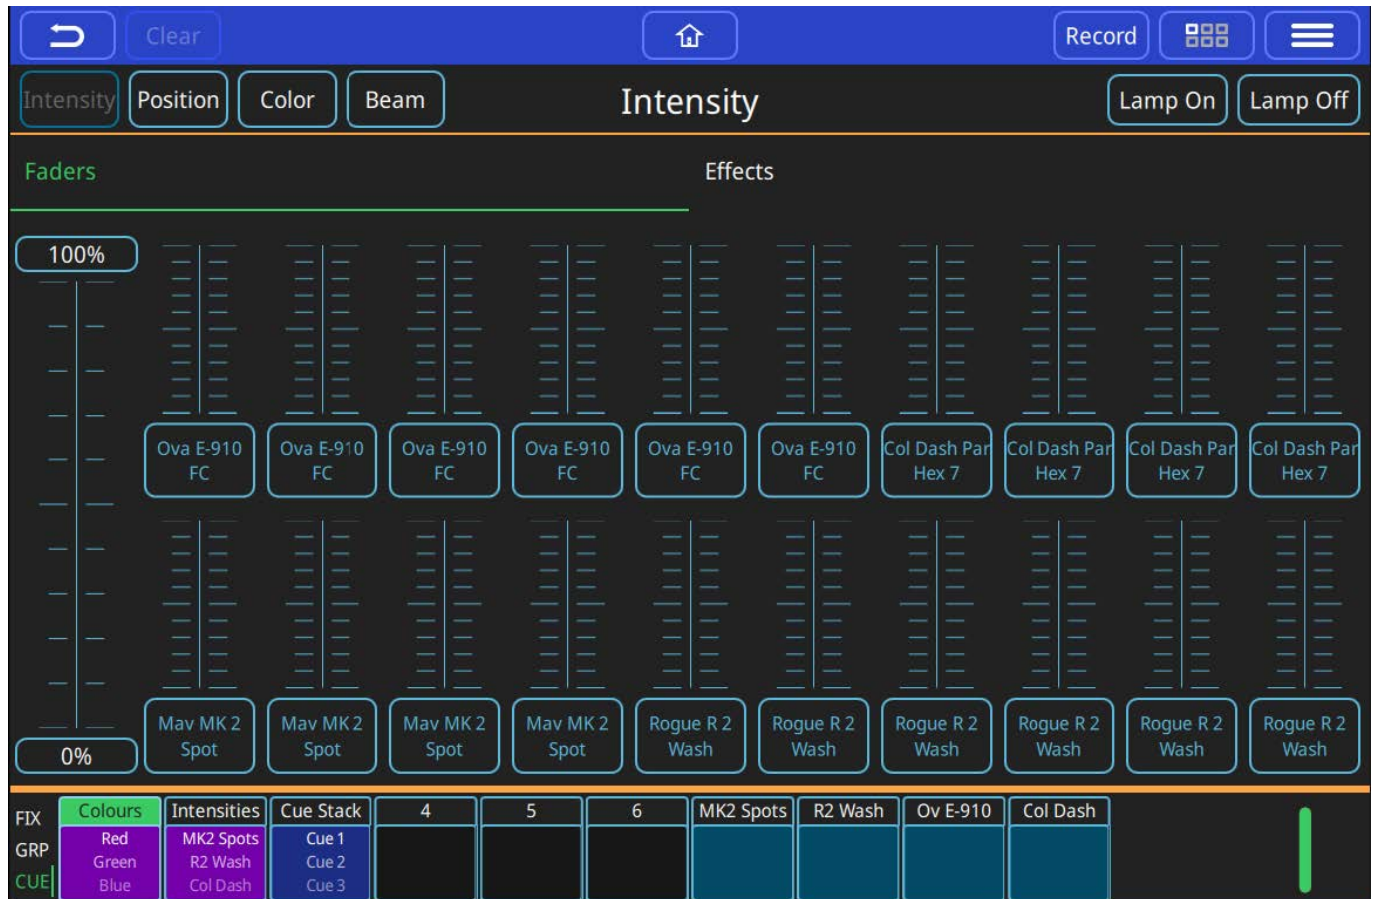 Clear
Record
Intensity Position Color Beam
Intensity
Lamp On Lamp Off
Faders
Effects
100%
Ova E-910 FC
Ova E-910 FC
Ova E-910 FC
Ova E-910 FC
Ova E-910 FC
Ova E-910 FC
Col Dash Par Hex 7
Col Dash Par Hex 7
Col Dash Par Hex 7
Col Dash Par Hex 7
Mav MK 2 Spot
Mav MK 2 Spot
Mav MK 2 Spot
Mav MK 2 Spot
Rogue R 2 Wash
Rogue R 2 Wash
Rogue R 2 Wash
Rogue R 2 Wash
Rogue R 2 Wash
Rogue R 2 Wash
0%
FIX
GRP
CUE
Colours
Red
Green
Blue
Intensities
MK2 Spots
R2 Wash
Col Dash
Cue Stack
Cue 1
Cue 2
Cue 3
4
5
6
MK2 Spots
R2 Wash
Ov E-910
Col Dash